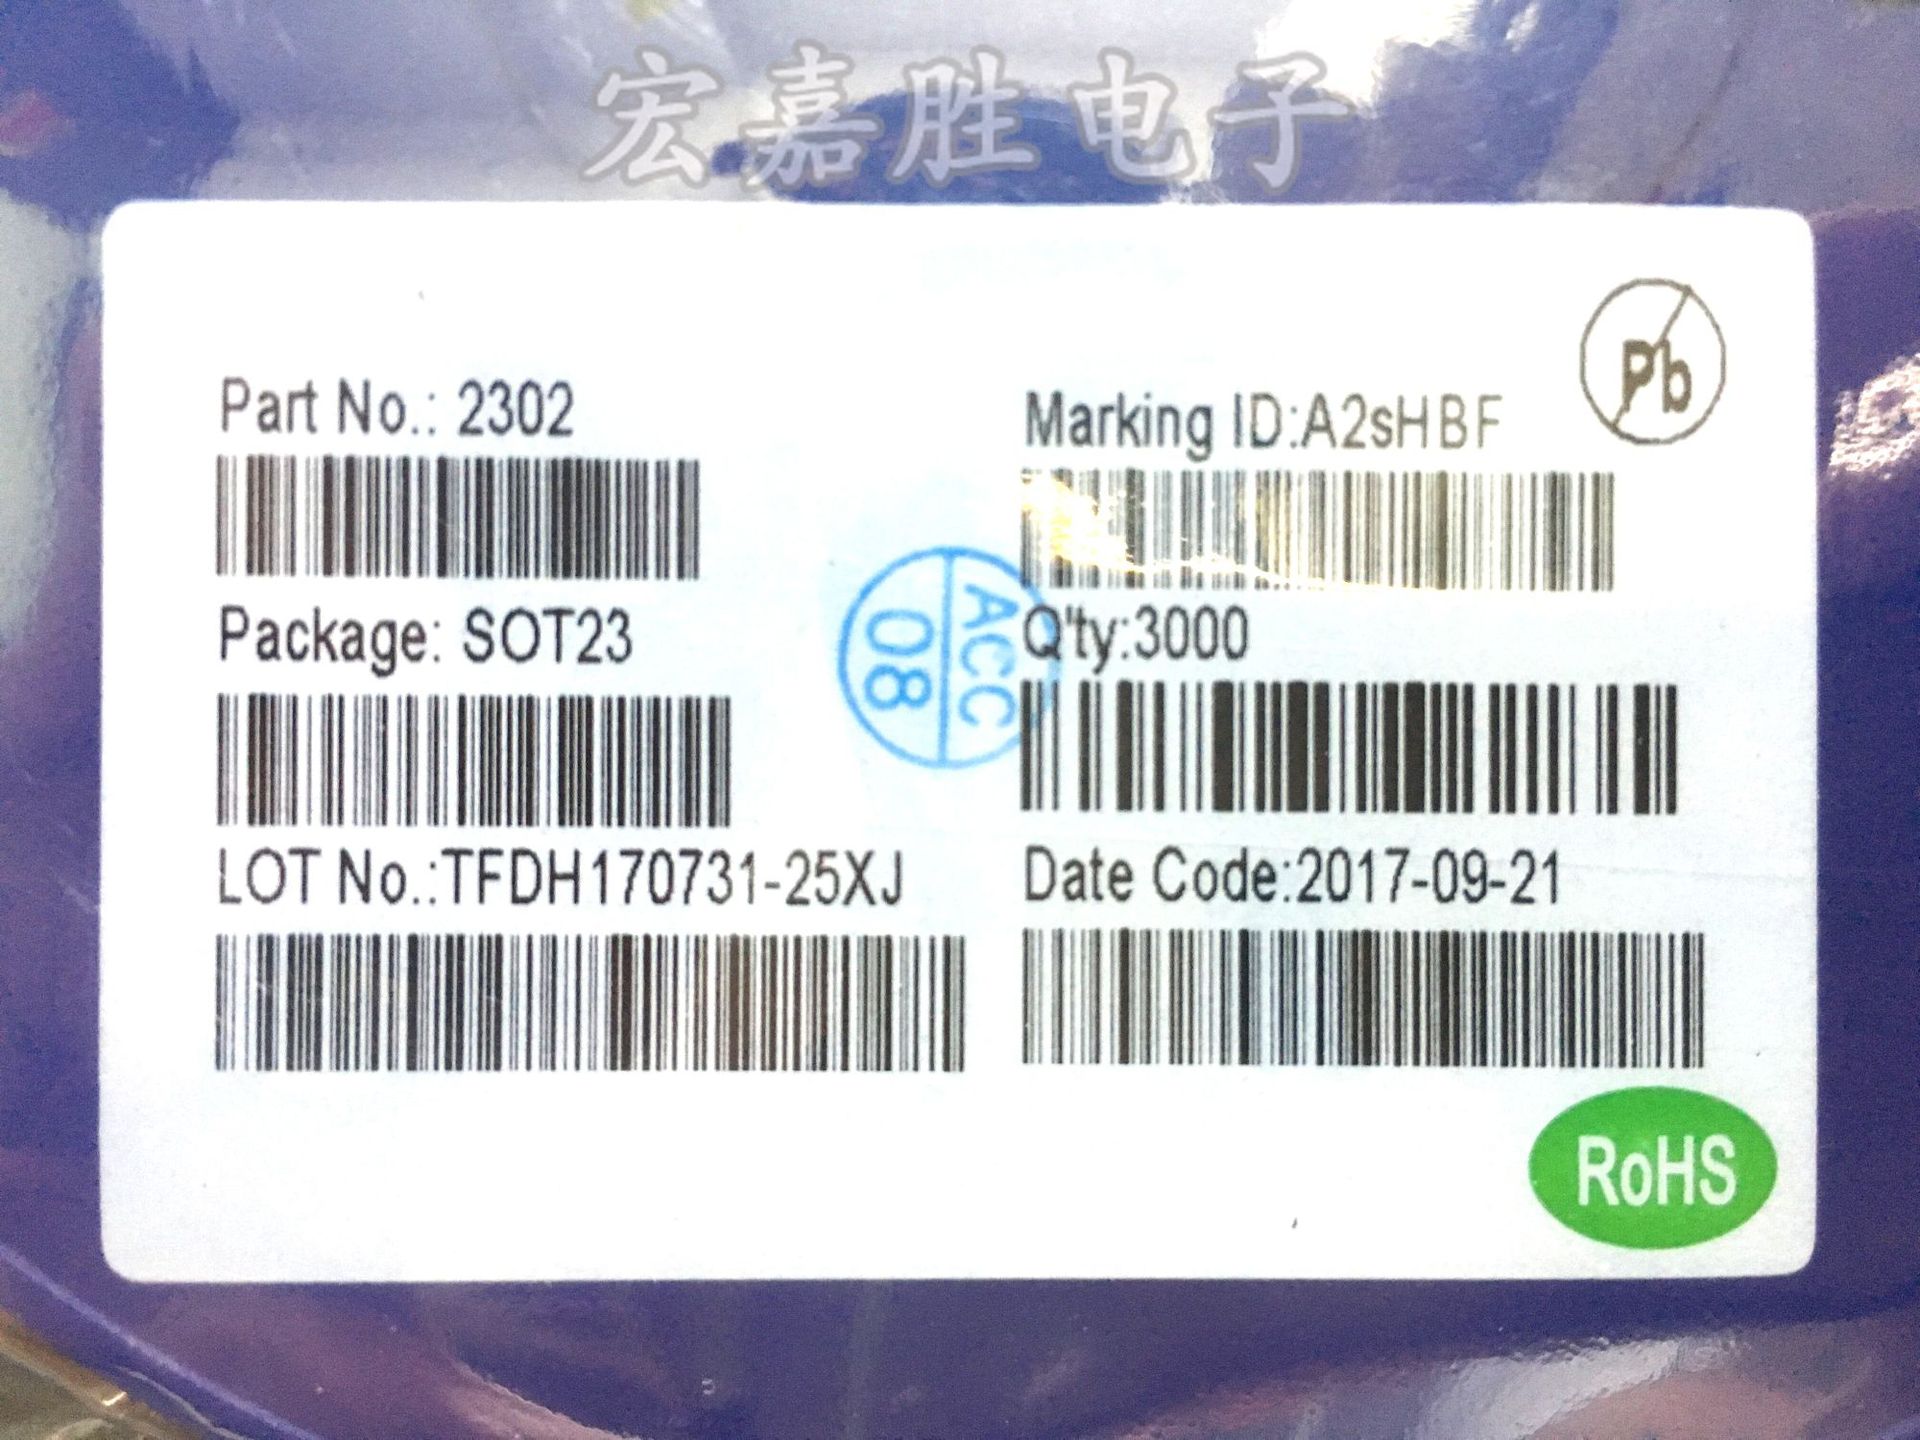 宏嘉胜电子
Pb
Part No.: 2302
Marking ID:A2sHBF
Package: SOT23
Q'ty:3000
ACC
08
LOT No.:TFDH170731-25XJ
Date Code:2017-09-21
RoHS